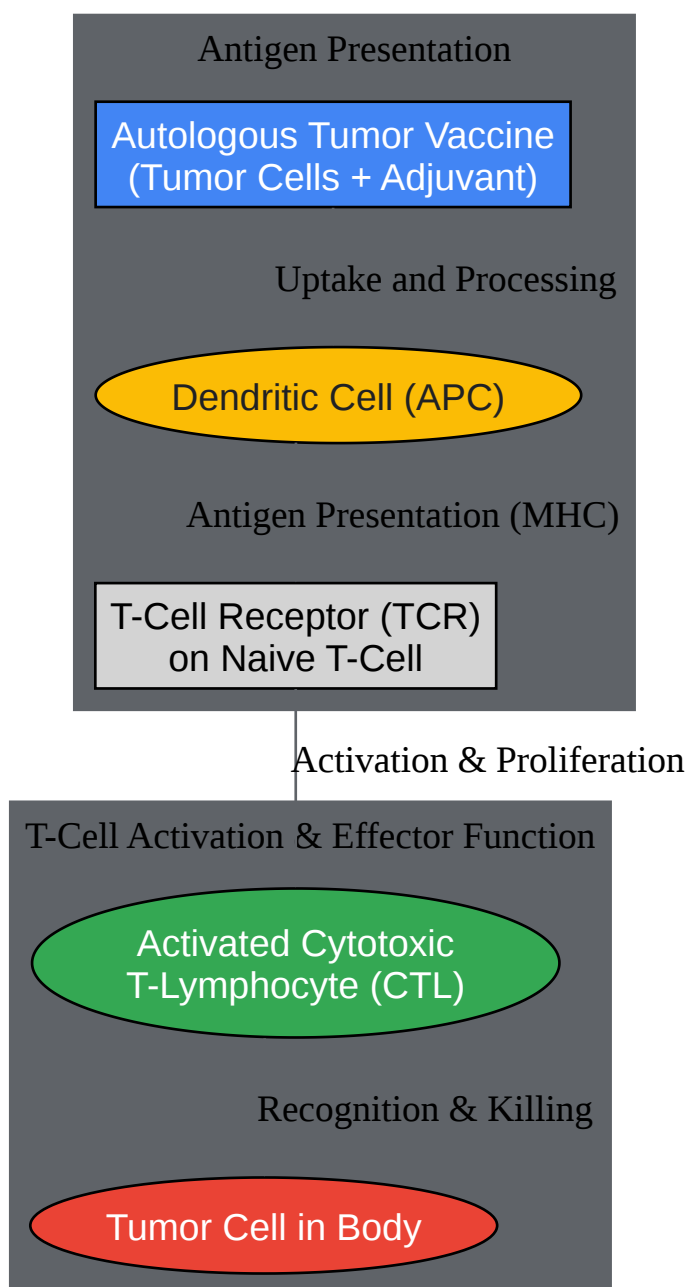 Antigen Presentation
Autologous Tumor Vaccine
(Tumor Cells + Adjuvant)
Uptake and Processing
Dendritic Cell (APC)
Antigen Presentation (MHC)
T-Cell Receptor (TCR)
on Naive T-Cell
Activation & Proliferation
T-Cell Activation & Effector Function
Activated Cytotoxic
T-Lymphocyte (CTL)
Recognition & Killing
Tumor Cell in Body